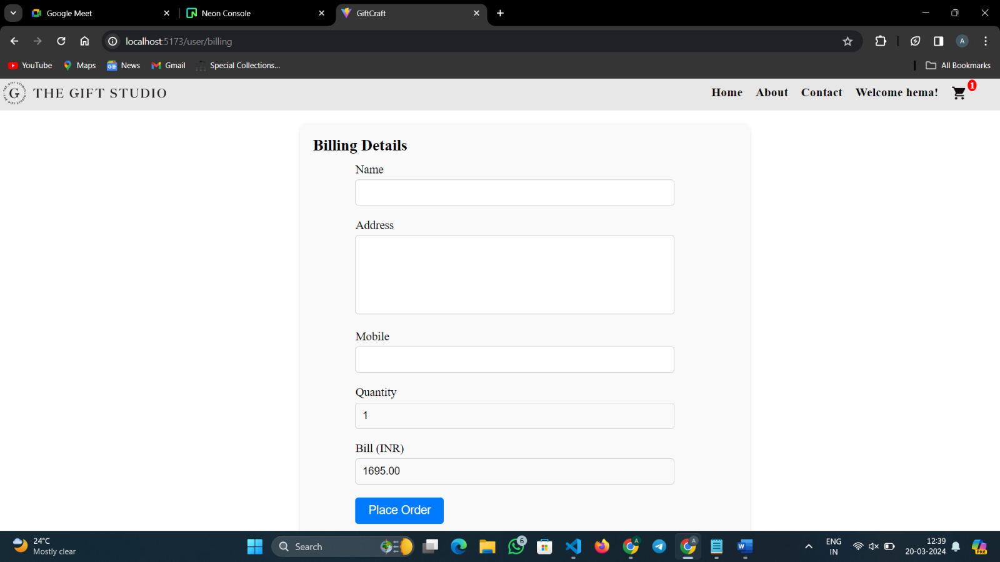 Google Meet
Neon Console
GiftCraft
localhost:5173/user/billing
A
YouTube
Maps
News
Gmail
Special Collections...
All Bookmarks
G THE GIFT STUDIO
Home
About
Contact
Welcome hema!
1
Billing Details
Name
Address
Mobile
Quantity
1
Bill (INR)
1695.00
Place Order
24°C
Mostly clear
Search
6
A
A
ENG
IN
12:39
20-03-2024
PRE